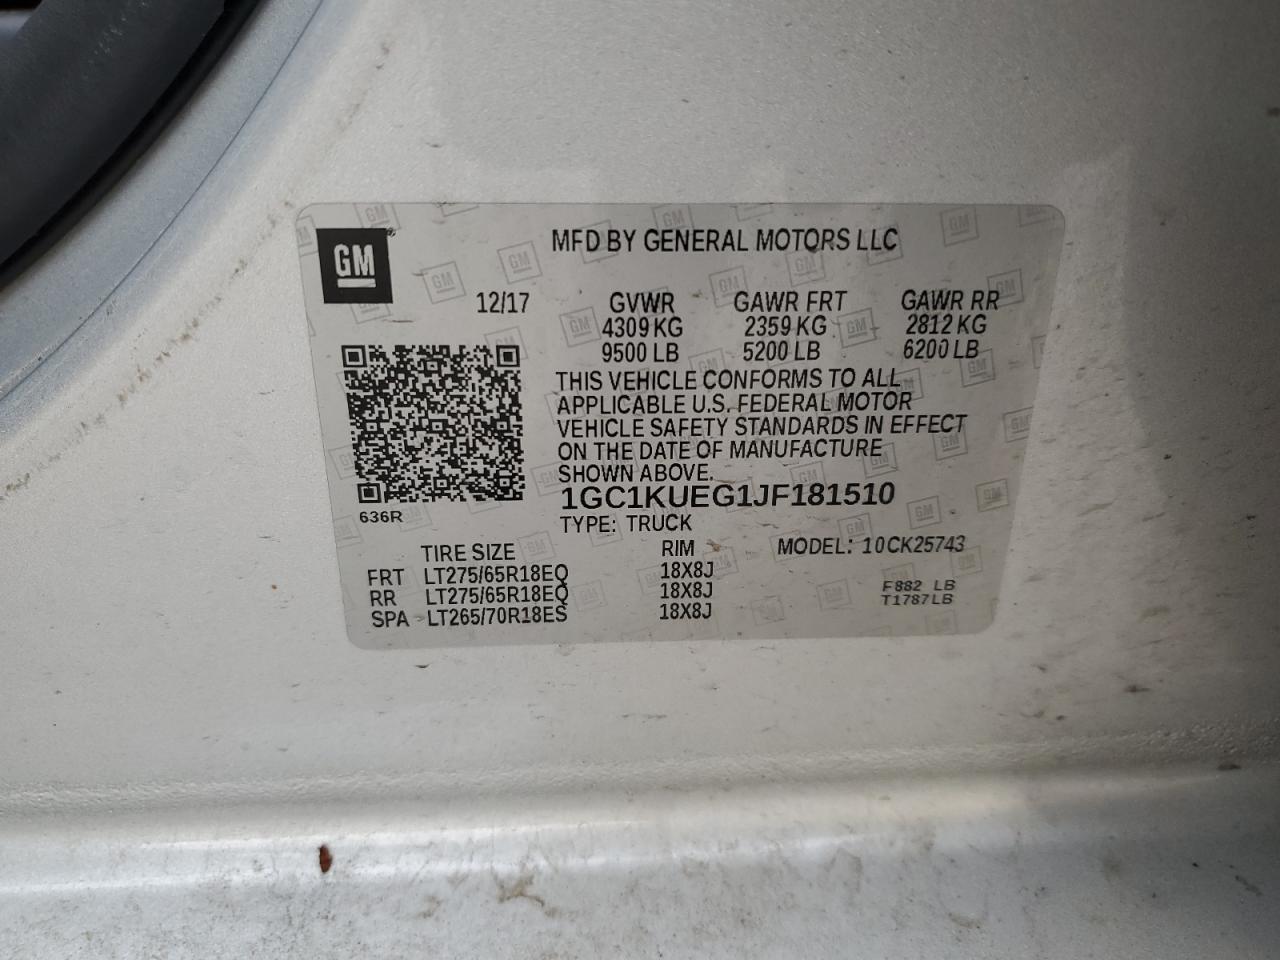 GM
MFD BY GENERAL MOTORS LLC
12/17 GVWR GAWR FRT GAWR RR
4309 KG 2359 KG 2812 KG
9500 LB 5200 LB 6200 LB
THIS VEHICLE CONFORMS TO ALL
APPLICABLE U.S. FEDERAL MOTOR
VEHICLE SAFETY STANDARDS IN EFFECT
ON THE DATE OF MANUFACTURE
SHOWN ABOVE.
1GC1KUEG1JF181510
636R
TYPE: TRUCK
TIRE SIZE RIM MODEL: 10CK25743
FRT LT275/65R18EQ 18X8J
RR LT275/65R18EQ 18X8J
SPA LT265/70R18ES 18X8J
F882 LB
T1787LB